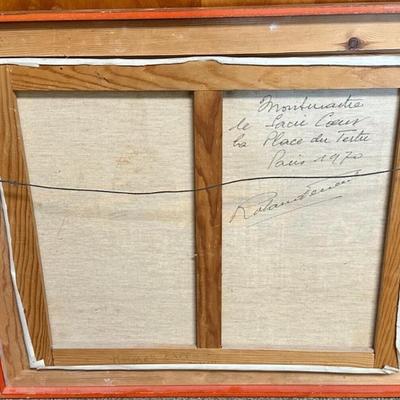 Montmartre
le Sacré Cœur
la Place du Tertre
Paris 1970